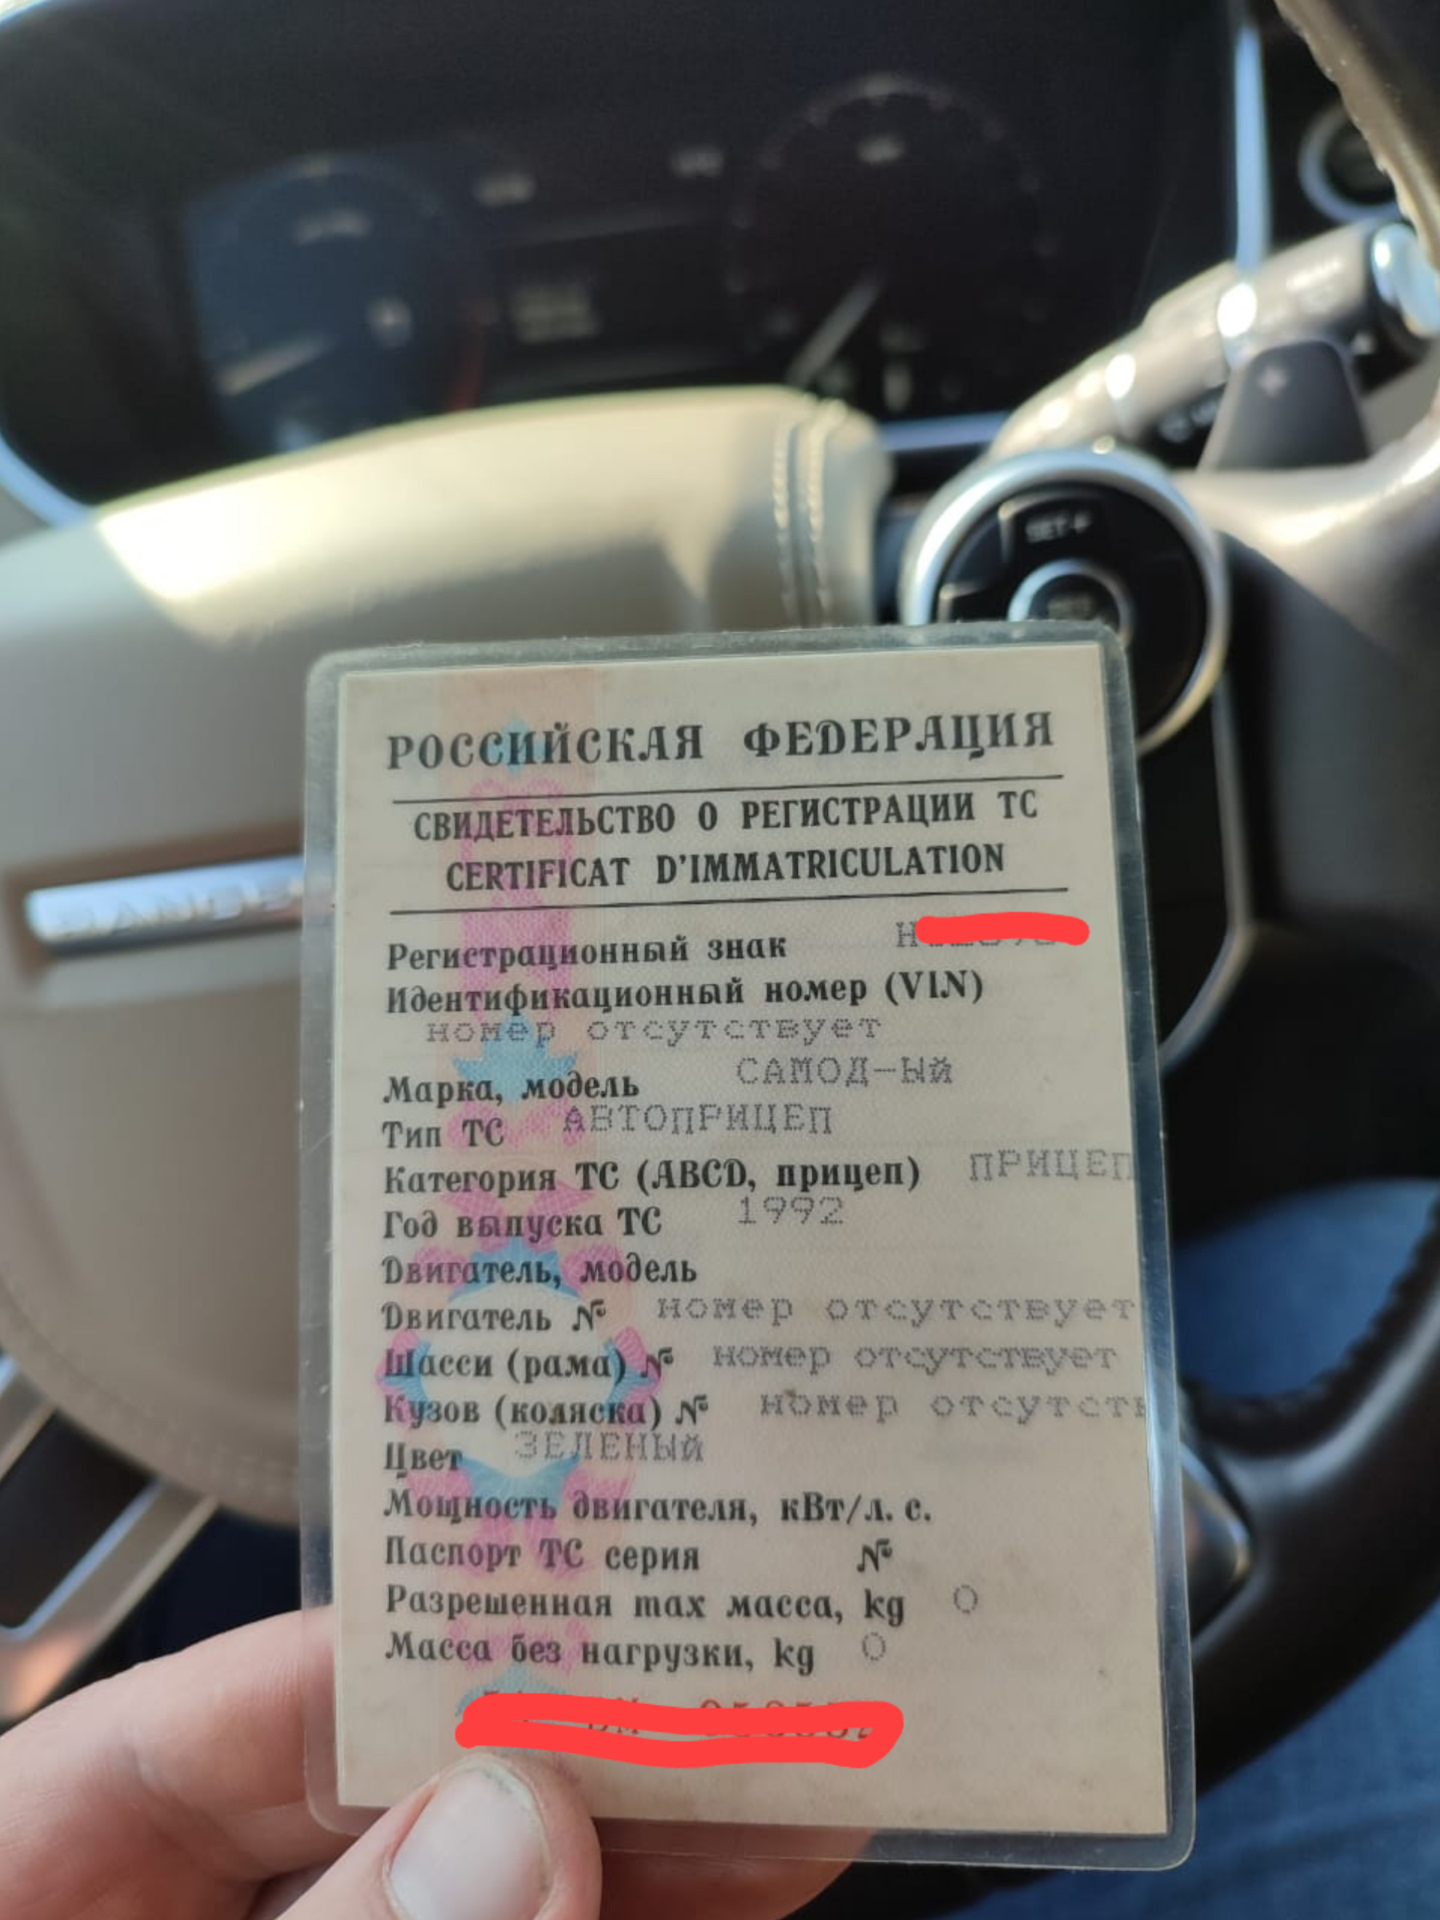 SET+
РОССИЙСКАЯ ФЕДЕРАЦИЯ
СВИДЕТЕЛЬСТВО О РЕГИСТРАЦИИ ТС
CERTIFICAT D'IMMATRICULATION
Регистрационный знак
Идентификационный номер (VIN)
номер отсутствует
Марка, модель САМОД-ЫЙ
Тип ТС АВТОПРИЦЕП
Категория ТС (ABCD, прицеп) ПРИЦЕП
Год выпуска ТС 1992
Двигатель, модель
Двигатель № номер отсутствует
Шасси (рама) № номер отсутствует
Кузов (коляска) № номер отсутств
Цвет ЗЕЛЕНЫЙ
Мощность двигателя, кВт/л. с.
Паспорт ТС серия №
Разрешенная max масса, kg 0
Масса без нагрузки, kg 0